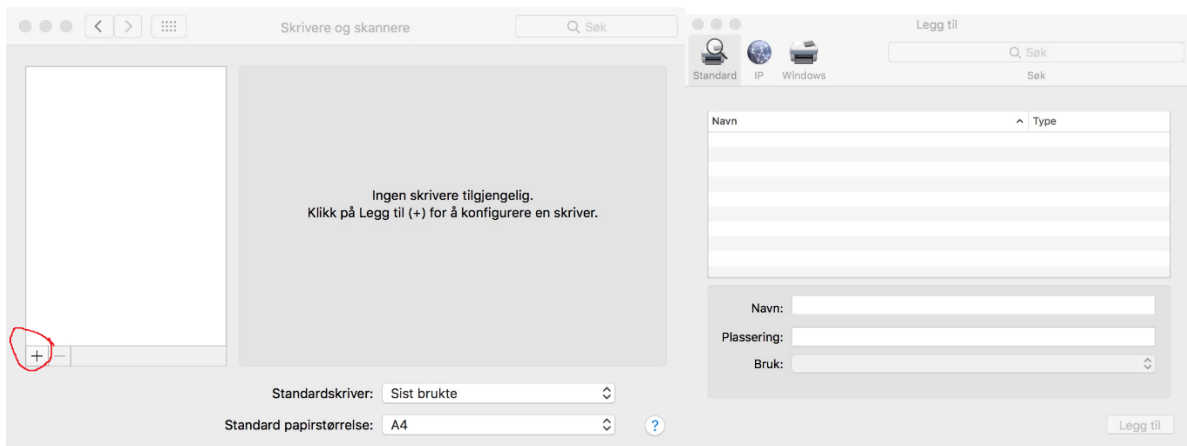 Skrivere og skannere
Søk
Ingen skrivere tilgjengelig.
Klikk på Legg til (+) for å konfigurere en skriver.
Standardskriver: Sist brukte
Standard papirstørrelse: A4
?
Legg til
Standard IP Windows
Søk
Søk
Navn Type
Navn:
Plassering:
Bruk:
Legg til